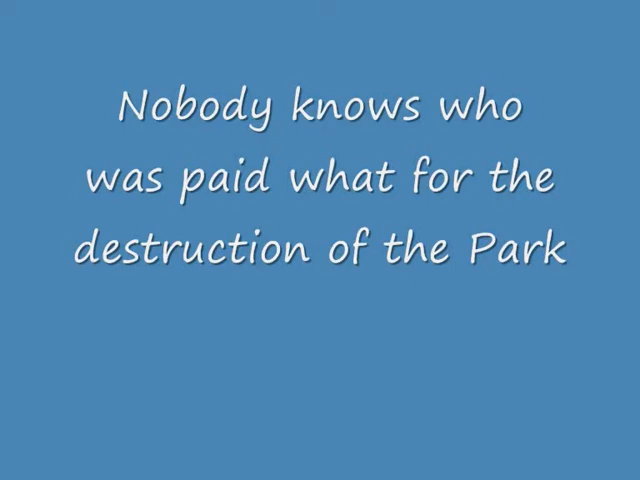 Nobody knows who
was paid what for the
destruction of the Park